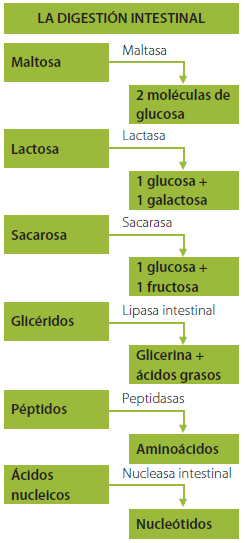 LA DIGESTIÓN INTESTINAL
Maltosa
Maltasa
2 moléculas de
glucosa
Lactosa
Lactasa
1 glucosa +
1 galactosa
Sacarosa
Sacarasa
1 glucosa +
1 fructosa
Glicéridos
Lipasa intestinal
Glicerina +
ácidos grasos
Péptidos
Peptidasas
Aminoácidos
Ácidos
nucleicos
Nucleasa intestinal
Nucleótidos